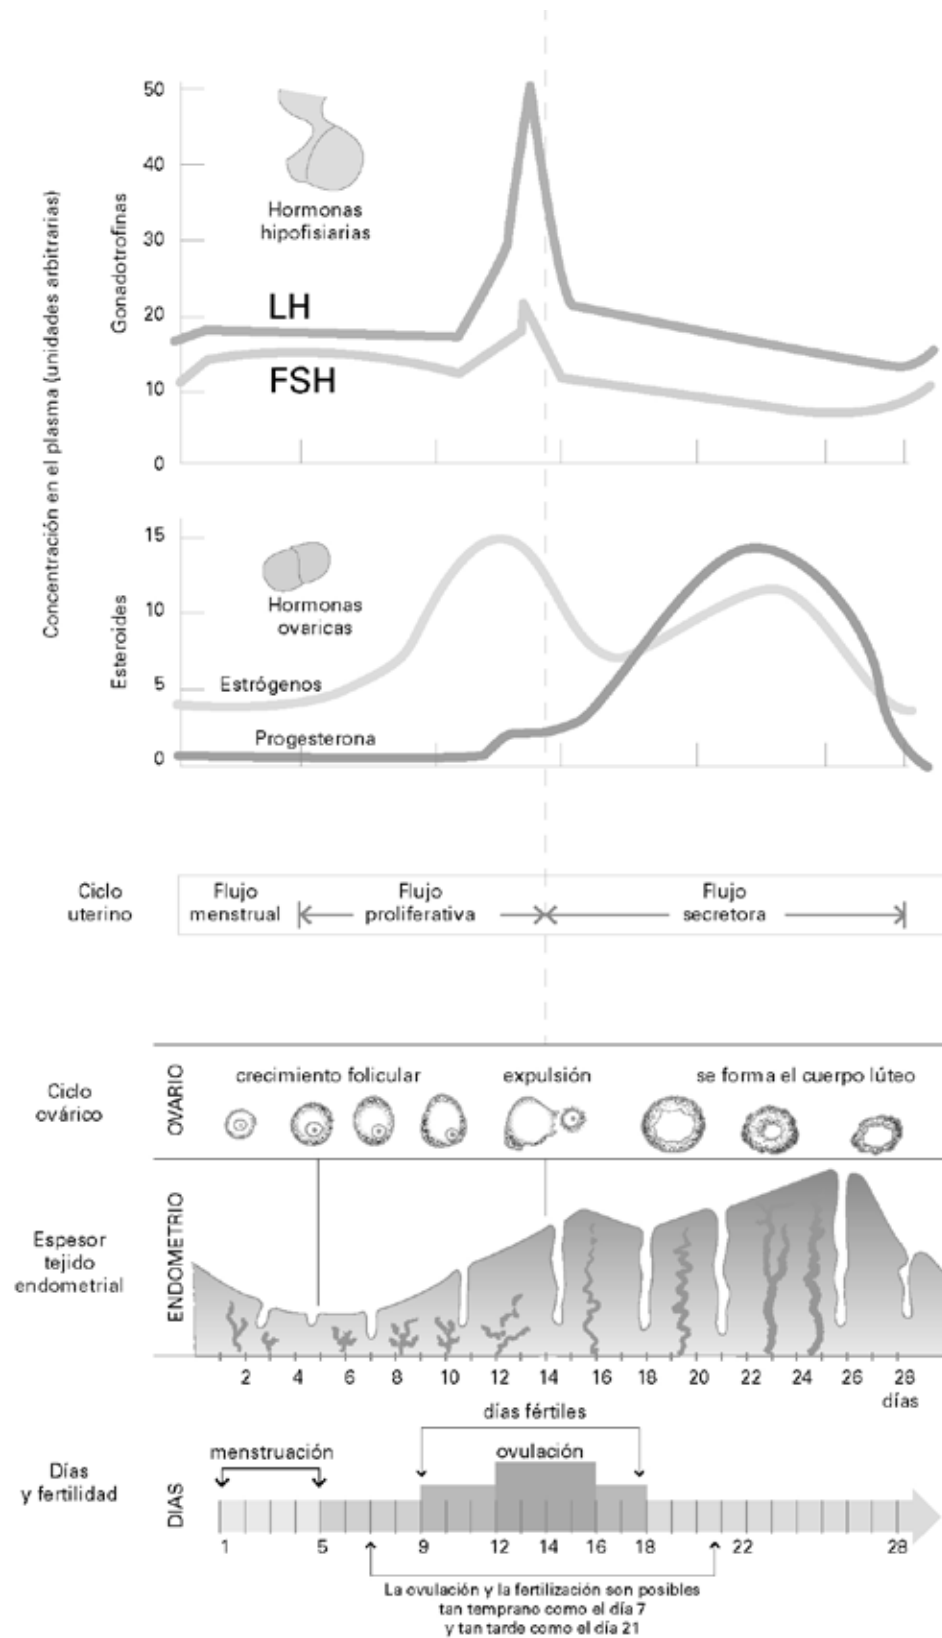 Concentración en el plasma (unidades arbitrarias)
Gonadotrofinas
50
40
30
20
10
0
Hormonas
hipofisiarias
LH
FSH
Esteroides
15
10
5
0
Hormonas
ovaricas
Estrógenos
Progesterona
Ciclo
uterino
Flujo
menstrual
Flujo
proliferativa
Flujo
secretora
Ciclo
ovárico
OVARIO
crecimiento folicular
expulsión
se forma el cuerpo lúteo
Espesor
tejido
endometrial
ENDOMETRIO
2 4 6 8 10 12 14 16 18 20 22 24 26 28
días
Días
y fertilidad
DIAS
días fértiles
menstruación
ovulación
1 5 9 12 14 16 18 22 28
La ovulación y la fertilización son posibles
tan temprano como el día 7
y tan tarde como el día 21